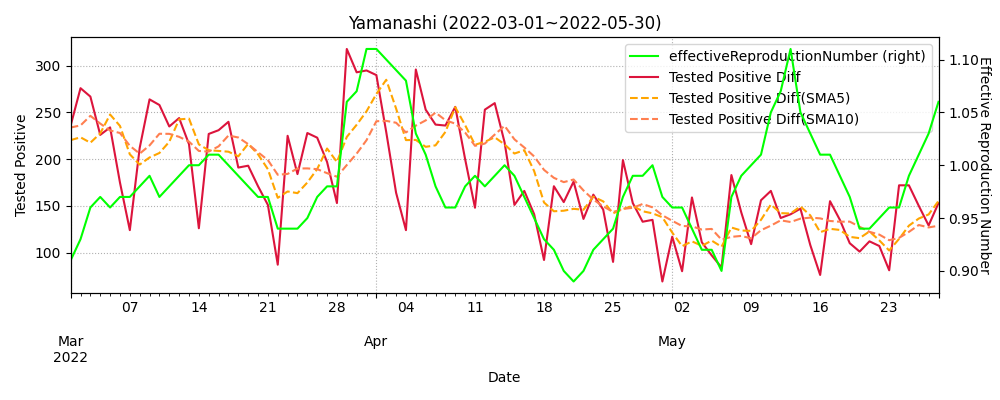 Yamanashi (2022-03-01~2022-05-30)
effectiveReproductionNumber (right)
Tested Positive Diff
Tested Positive Diff(SMA5)
Tested Positive Diff(SMA10)
Tested Positive
300
250
200
150
100
1.10
1.05
1.00
0.95
0.90
Effective Reproduction Number
07 14 21 28 04 11 18 25 02 09 16 23
Mar Apr May
2022
Date